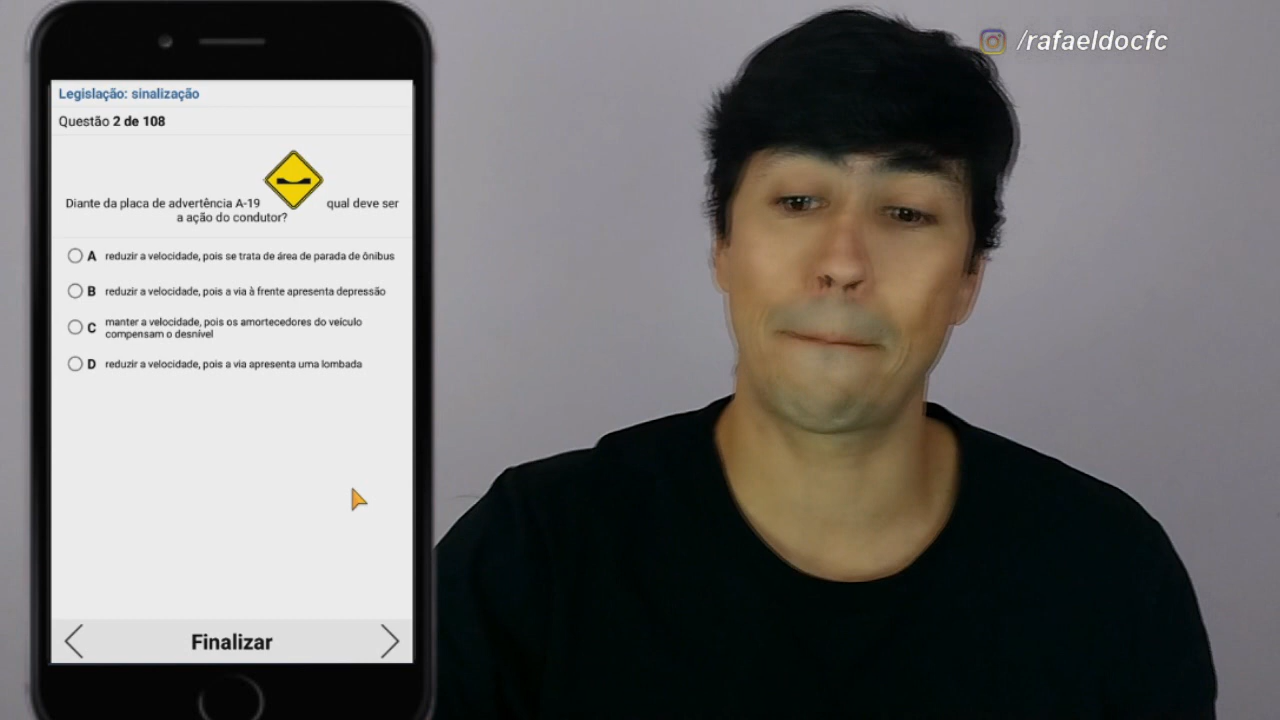 /rafaeldocfc
Legislação: sinalização
Questão 2 de 108
Diante da placa de advertência A-19 qual deve ser
a ação do condutor?
A reduzir a velocidade, pois se trata de área de parada de ônibus
B reduzir a velocidade, pois a via à frente apresenta depressão
C manter a velocidade, pois os amortecedores do veículo
compensam o desnível
D reduzir a velocidade, pois a via apresenta uma lombada
Finalizar